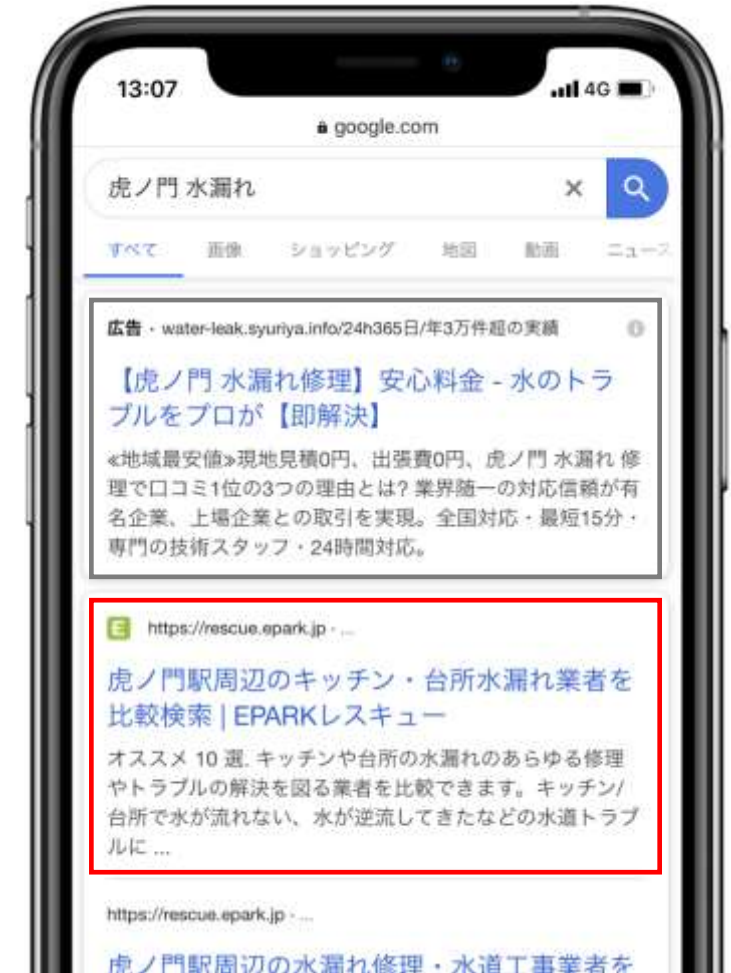 13:07
4G
google.com
虎ノ門 水漏れ
すべて 画像 ショッピング 地図 動画 ニュース
広告・water-leak.syuriya.info/24h365日/年3万件超の実績
【虎ノ門 水漏れ修理】安心料金 - 水のトラ
ブルをプロが【即解決】
≪地域最安値≫現地見積0円、出張費0円、虎ノ門 水漏れ 修
理で口コミ1位の3つの理由とは? 業界随一の対応信頼が有
名企業、上場企業との取引を実現。全国対応・最短15分・
専門の技術スタッフ・24時間対応。
E https://rescue.epark.jp · ...
虎ノ門駅周辺のキッチン・台所水漏れ業者を
比較検索 | EPARKレスキュー
オススメ 10 選. キッチンや台所の水漏れのあらゆる修理
やトラブルの解決を図る業者を比較できます。キッチン/
台所で水が流れない、水が逆流してきたなどの水道トラブ
ルに ...
https://rescue.epark.jp · ...
虎ノ門駅周辺の水漏れ修理・水道工事業者を